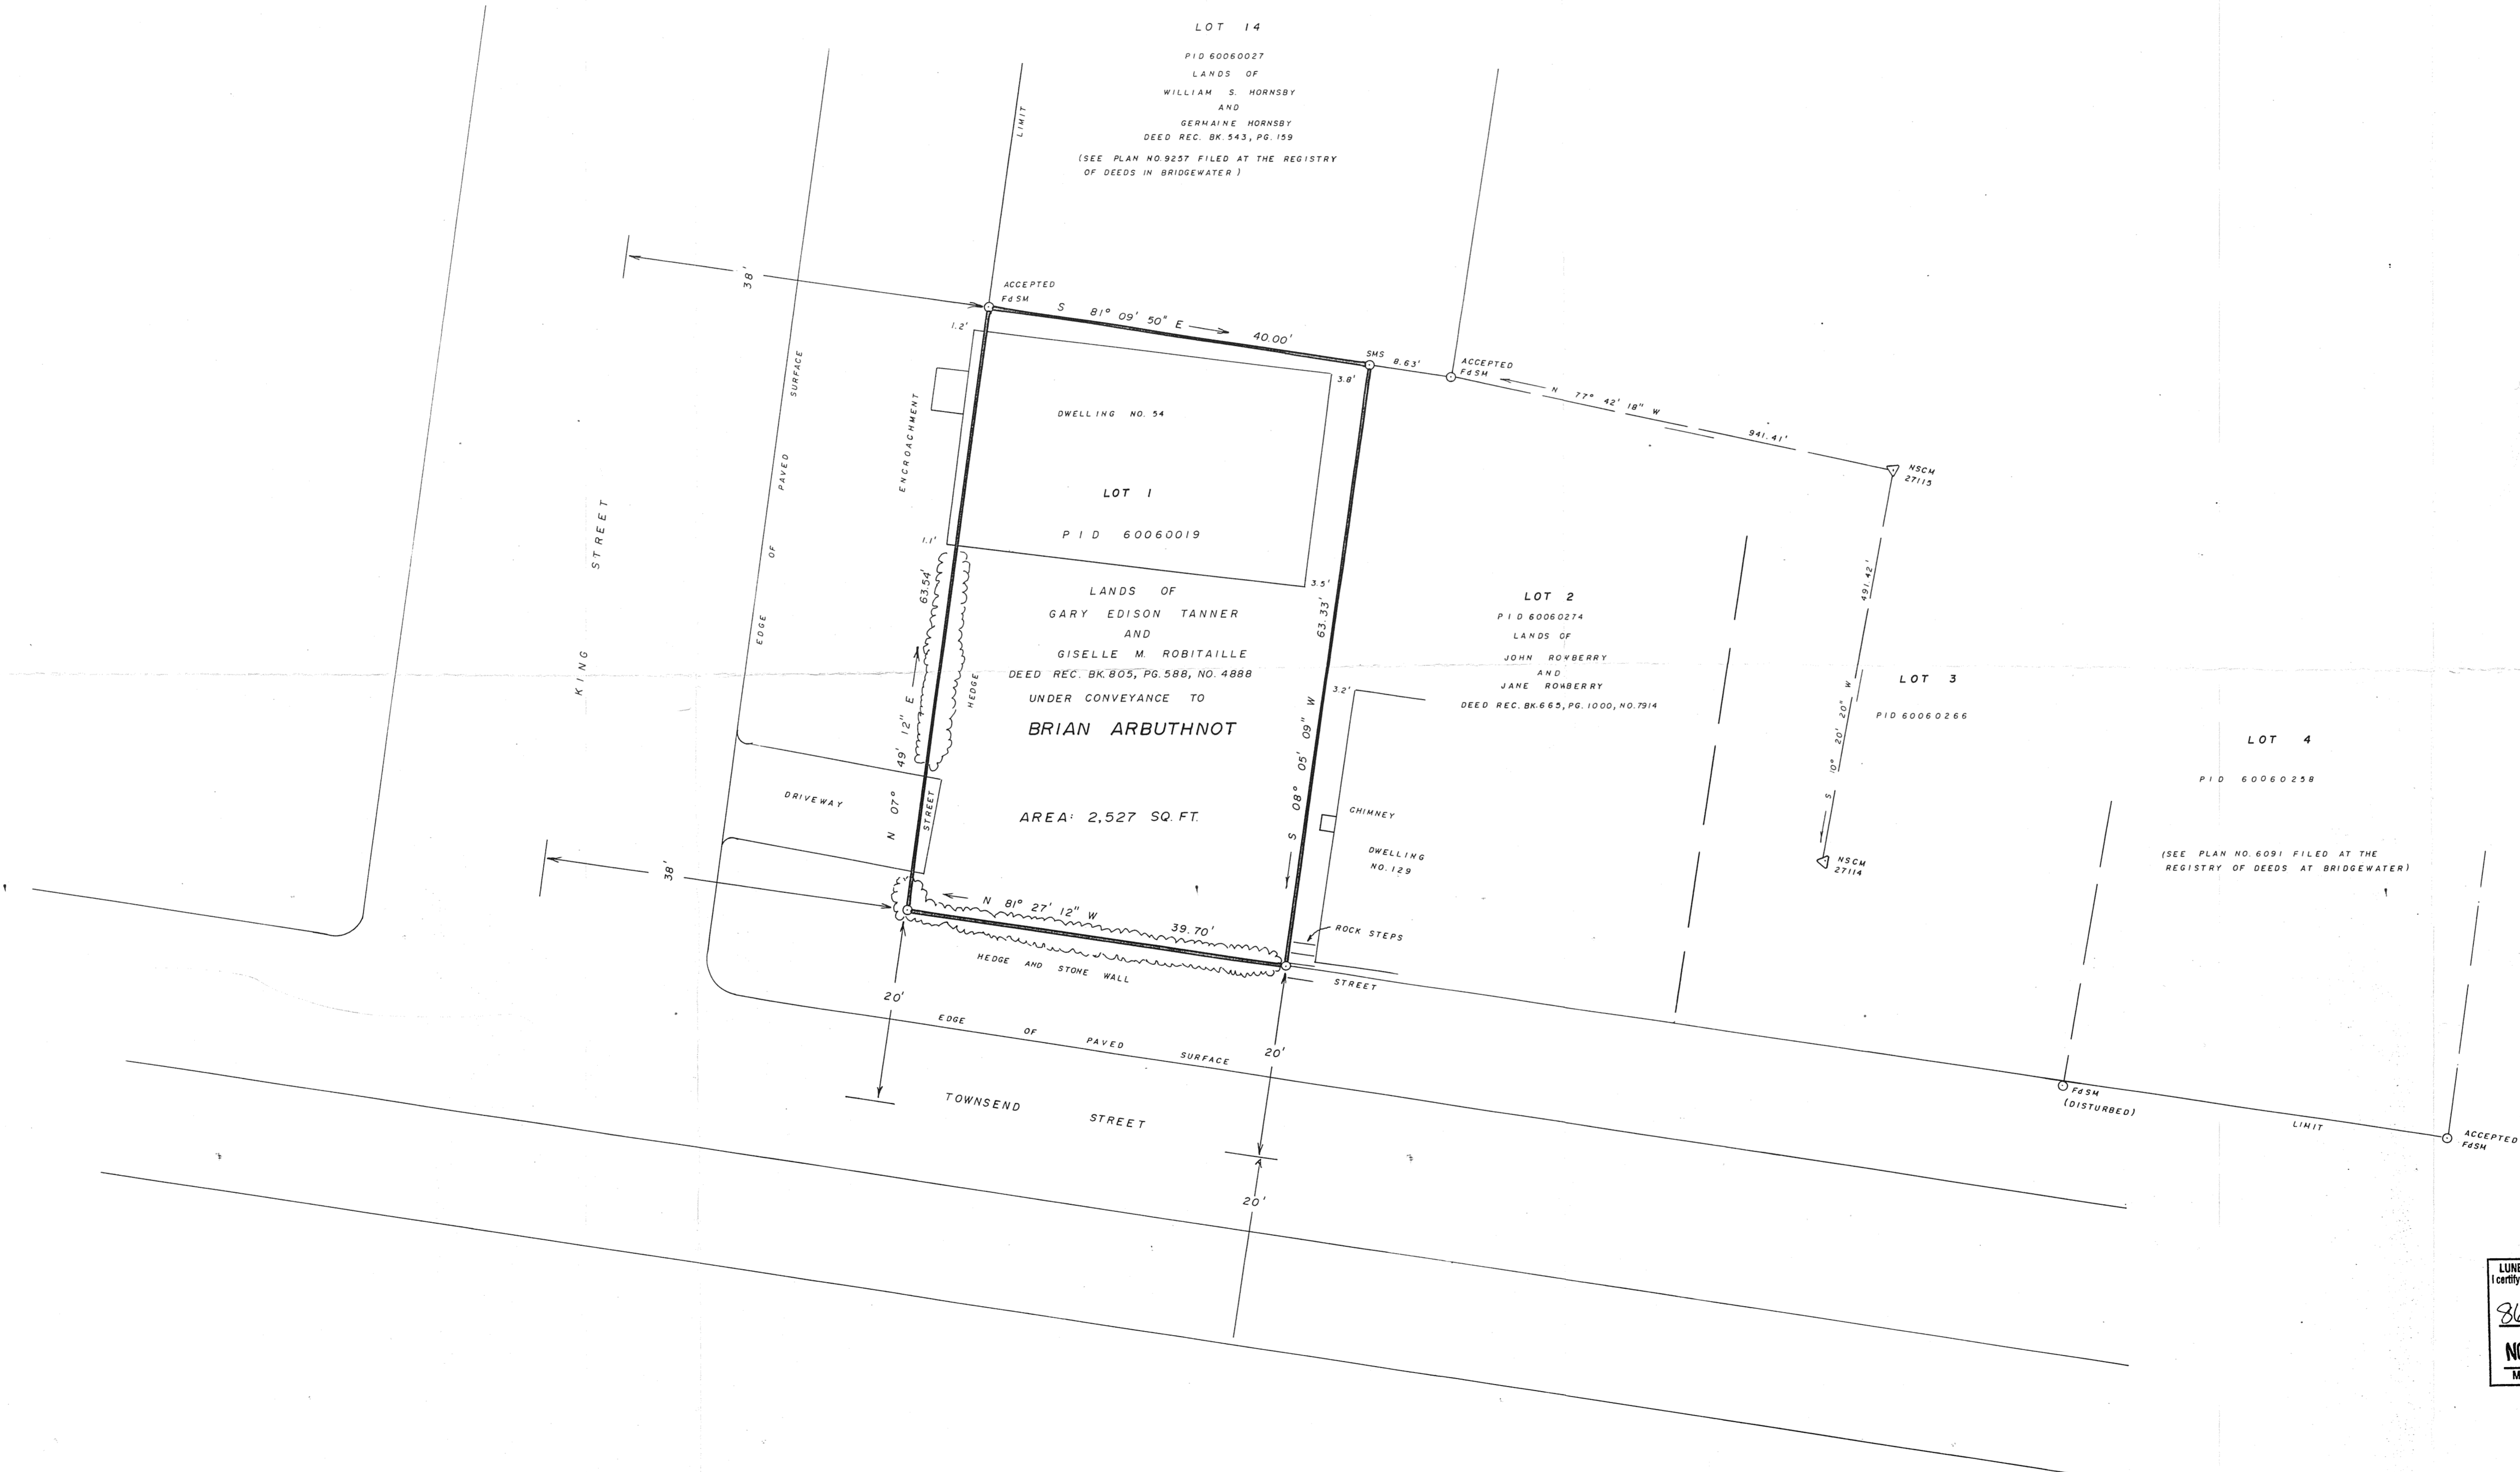 LOT 14
PID 60060027
LANDS OF
WILLIAM S. HORNSBY
AND
GERMAINE HORNSBY
DEED REC. BK. 543, PG. 159
(SEE PLAN NO. 9257 FILED AT THE REGISTRY
OF DEEDS IN BRIDGEWATER)
LIMIT
38'
ACCEPTED
FdSM
S 81° 09' 50" E
40.00'
SMS
8.63'
ACCEPTED
FdSM
N 77° 42' 18" W
941.41'
NSCM
27115
1.2'
3.8'
DWELLING NO. 54
ENCROACHMENT
LOT 1
PID 60060019
1.1'
3.5'
EDGE OF PAVED SURFACE
KING STREET
63.54'
N 07° 49' 12" E
HEDGE
LANDS OF
GARY EDISON TANNER
AND
GISELLE M. ROBITAILLE
DEED REC. BK. 805, PG. 588, NO. 4888
UNDER CONVEYANCE TO
BRIAN ARBUTHNOT
AREA: 2,527 SQ. FT.
63.33'
S 08° 05' 09" W
LOT 2
PID 60060274
LANDS OF
JOHN ROWBERRY
AND
JANE ROWBERRY
DEED REC. BK. 665, PG. 1000, NO. 7914
3.2'
491.42'
S 10° 20' 20" W
LOT 3
PID 60060266
LOT 4
PID 60060258
(SEE PLAN NO. 6091 FILED AT THE
REGISTRY OF DEEDS AT BRIDGEWATER)
DRIVEWAY
STREET
CHIMNEY
DWELLING
NO. 129
NSCM
27114
38'
N 81° 27' 12" W
39.70'
ROCK STEPS
HEDGE AND STONE WALL
STREET
20'
EDGE OF PAVED SURFACE
20'
TOWNSEND STREET
FdSM
(DISTURBED)
LIMIT
ACCEPTED
FdSM
20'
LUNE
I certify
86
NO
M